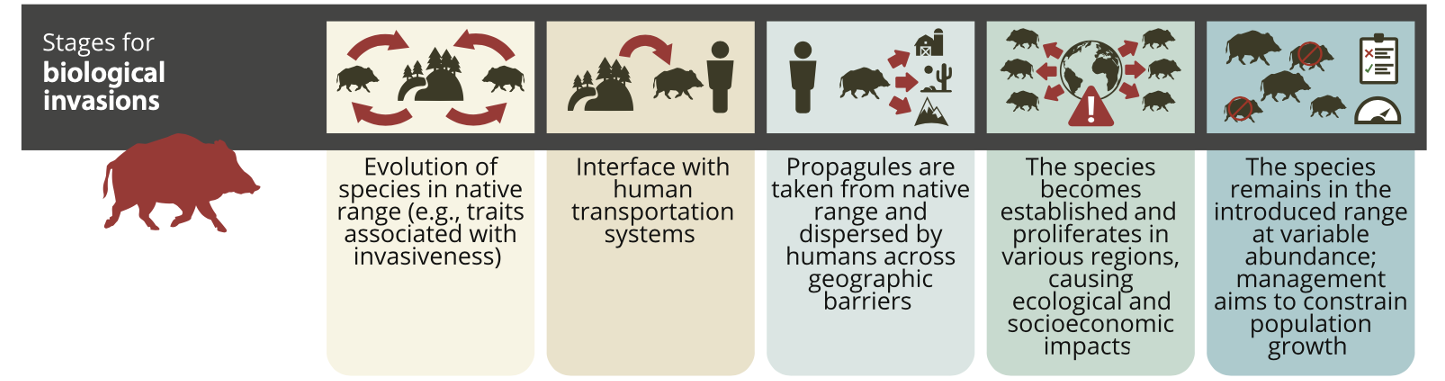 Stages for
biological
invasions
Evolution of
species in native
range (e.g., traits
associated with
invasiveness)
Interface with
human
transportation
systems
Propagules are
taken from native
range and
dispersed by
humans across
geographic
barriers
The species
becomes
established and
proliferates in
various regions,
causing
ecological and
socioeconomic
impacts
The species
remains in the
introduced range
at variable
abundance;
management
aims to constrain
population
growth